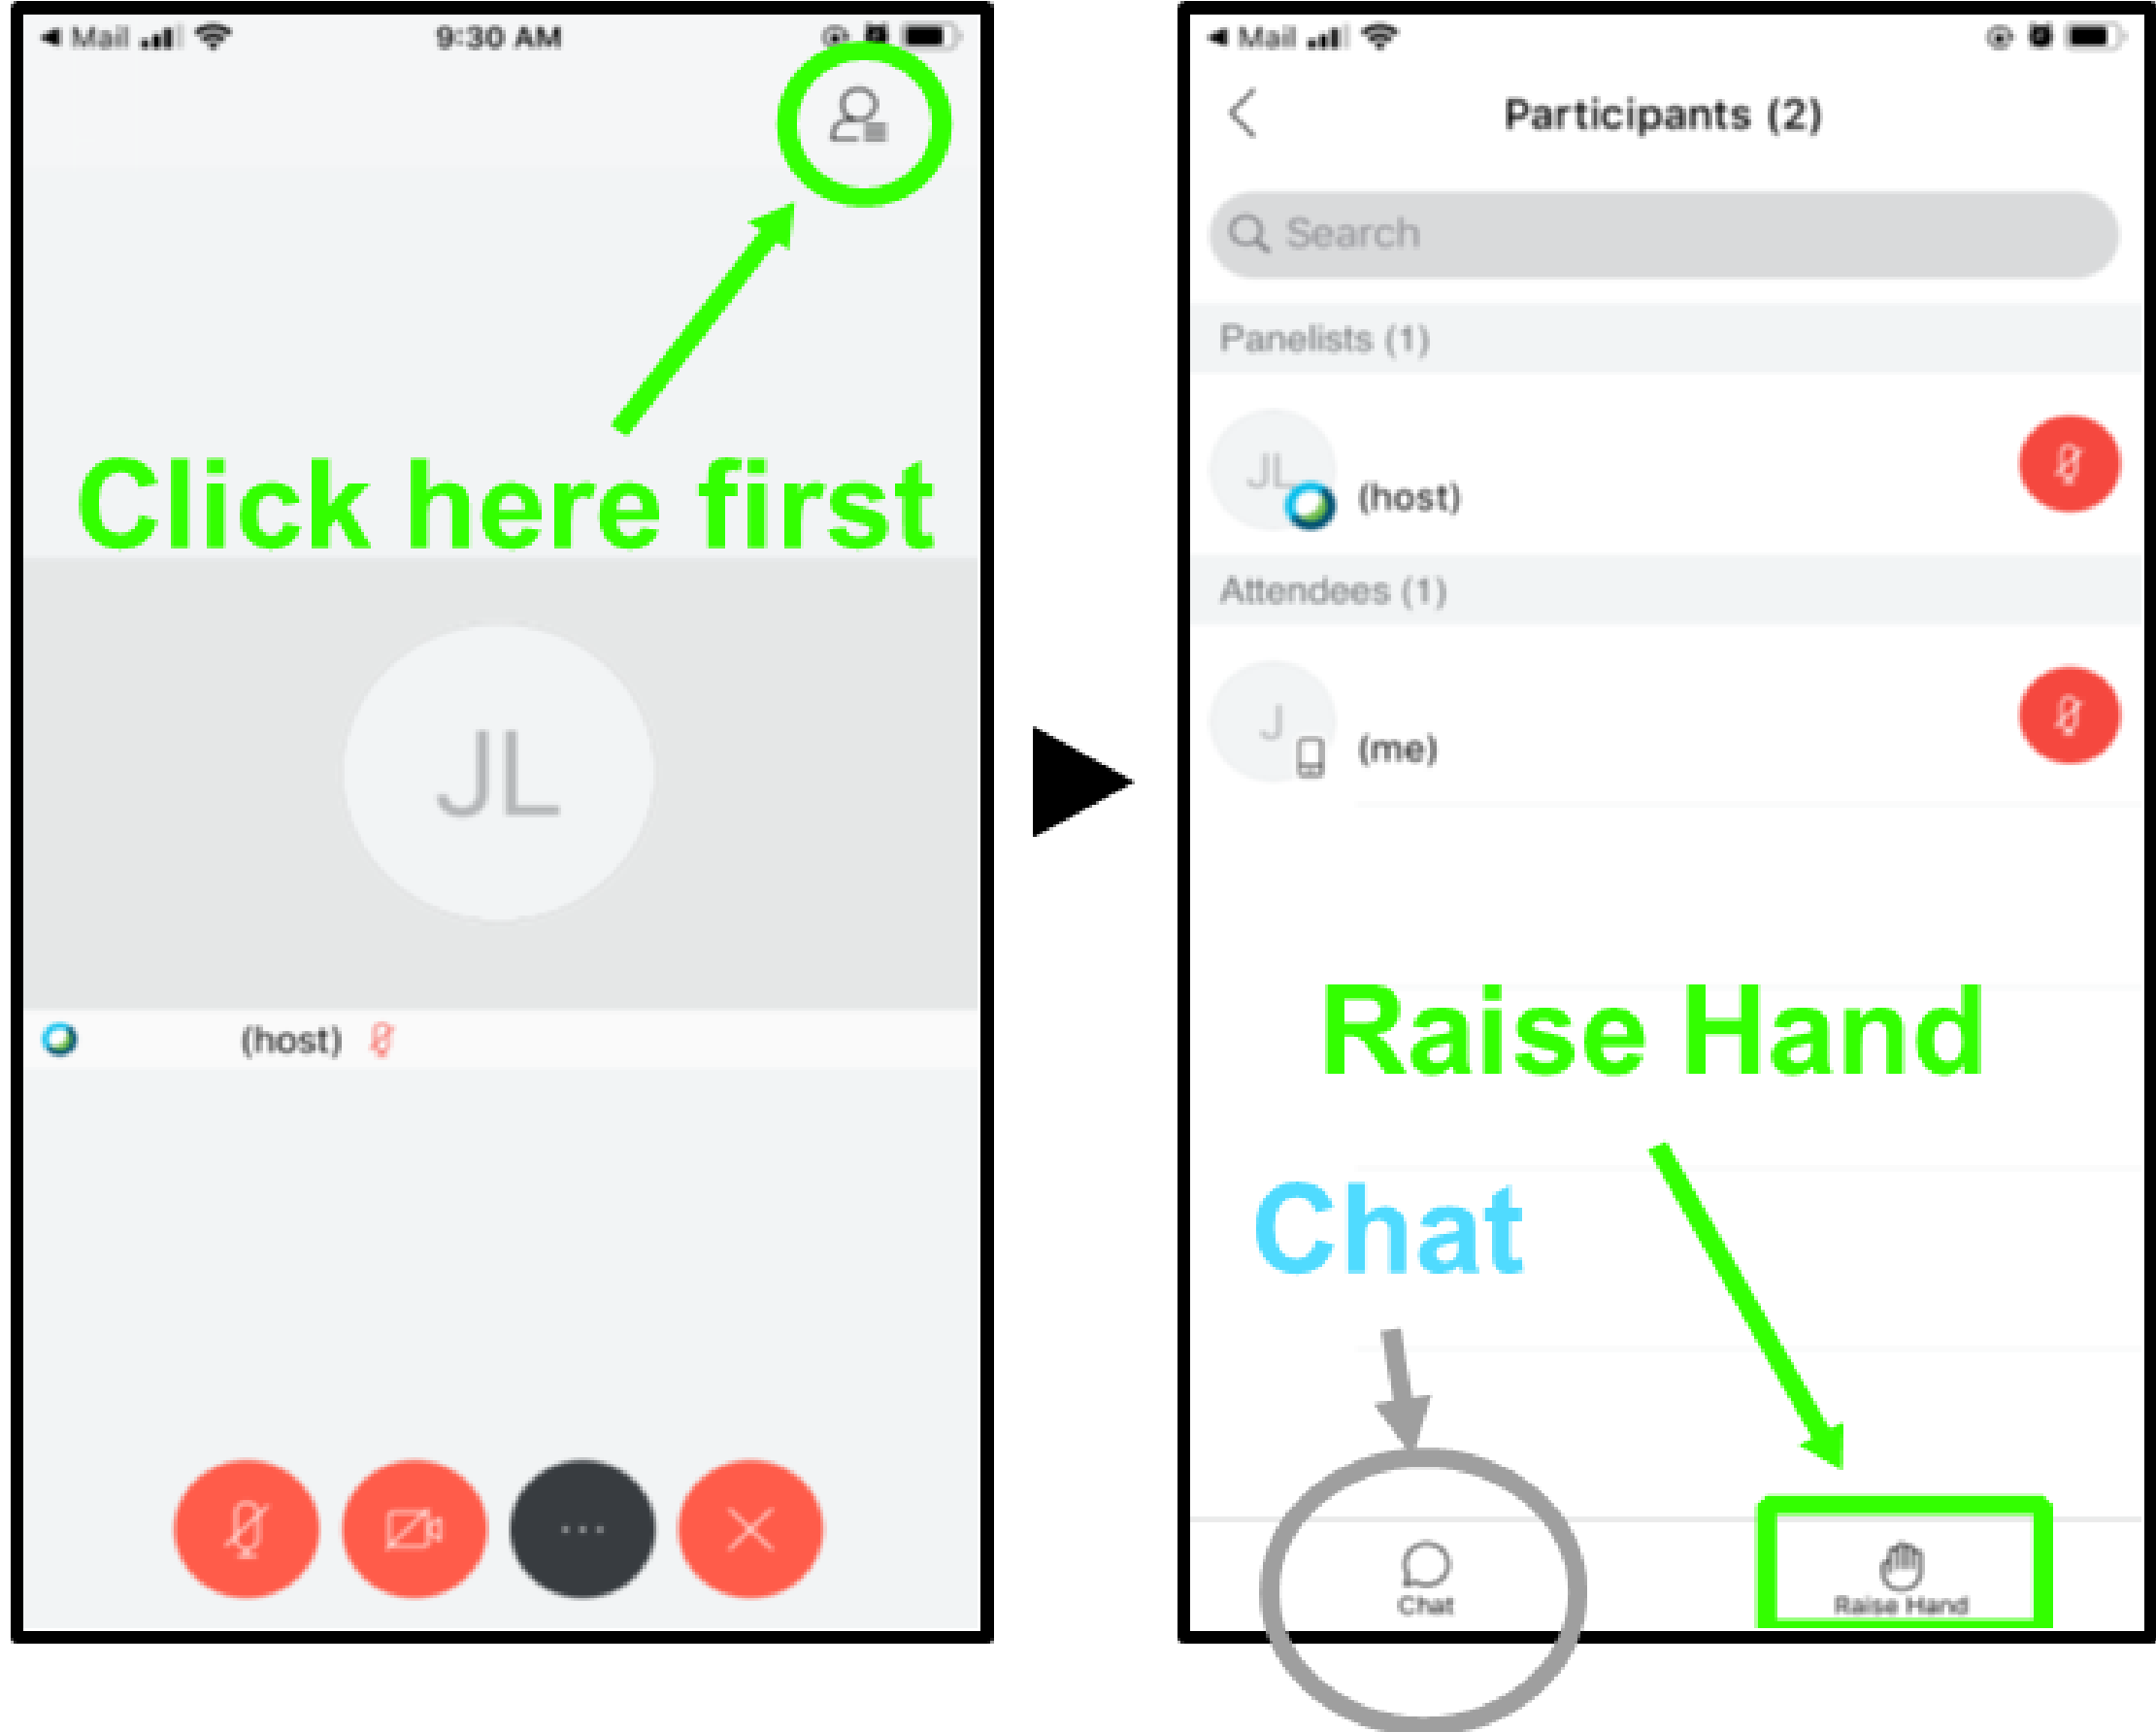 Mail
9:30 AM
Click here first
JL
(host)
Mail
Participants (2)
Search
Panelists (1)
JL
(host)
Attendees (1)
J
(me)
Raise Hand
Chat
Chat
Raise Hand